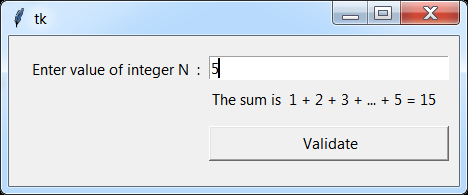 tk
Enter value of integer N : 5
The sum is 1 + 2 + 3 + ... + 5 = 15
Validate